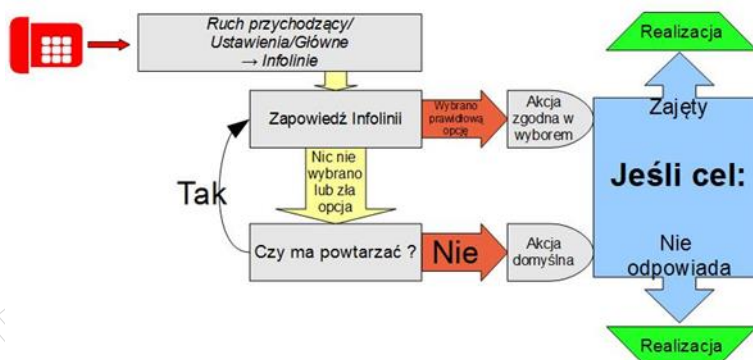 Ruch przychodzący/
Ustawienia/Główne
→ Infolinie
Realizacja
Zapowiedź Infolinii
Wybrano
prawidłową
opcję
Akcja
zgodna w
wyborem
Zajęty
Tak
Nic nie
wybrano
lub zła
opcja
Jeśli cel:
Czy ma powtarzać ?
Nie
Akcja
domyślna
Nie
odpowiada
Realizacja